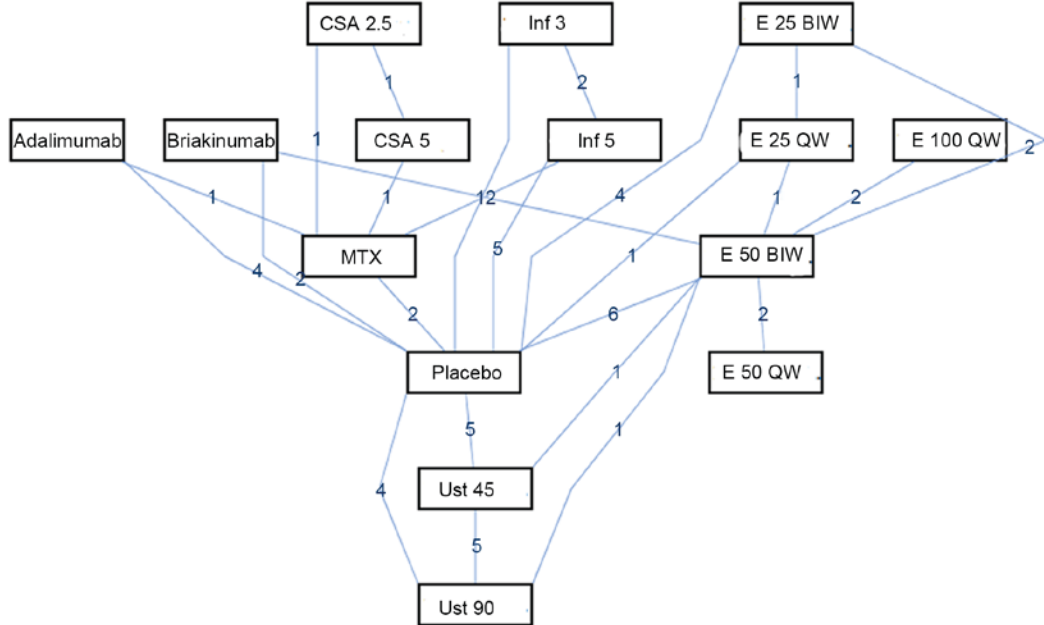 CSA 2.5
Inf 3
E 25 BIW
1
2
1
Adalimumab
Briakinumab
1
CSA 5
Inf 5
E 25 QW
E 100 QW
2
1
1
12
4
1
2
MTX
5
1
E 50 BIW
4
2
2
6
2
Placebo
E 50 QW
1
5
1
Ust 45
4
5
Ust 90